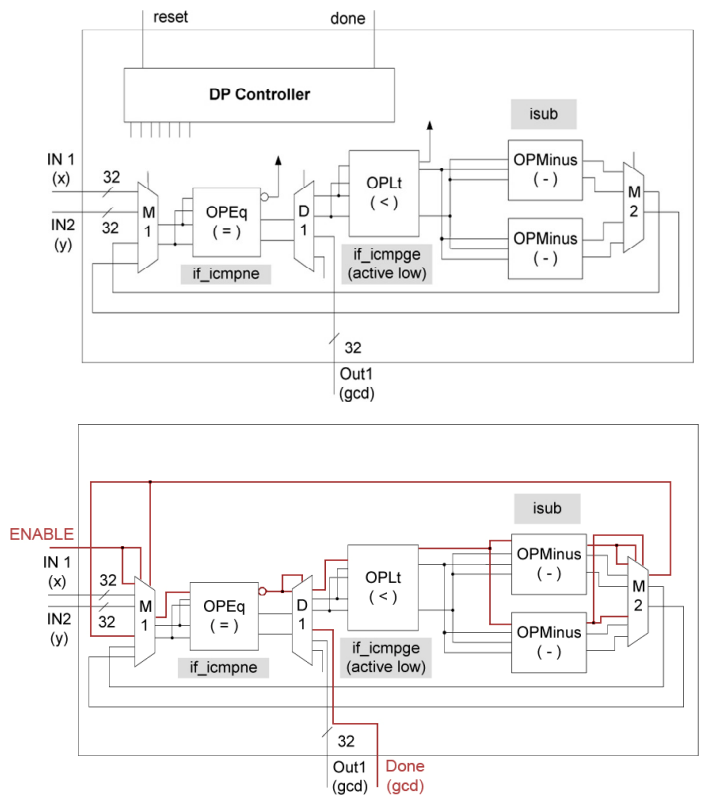 reset
done
DP Controller
isub
IN 1
(x)
32
IN2
(y)
32
M
1
OPEq
( = )
if_icmpne
D
1
OPLt
( < )
if_icmpge
(active low)
OPMinus
( - )
OPMinus
( - )
M
2
32
Out1
(gcd)
isub
ENABLE
IN 1
(x)
32
IN2
(y)
32
M
1
OPEq
( = )
if_icmpne
D
1
OPLt
( < )
if_icmpge
(active low)
OPMinus
( - )
OPMinus
( - )
M
2
32
Out1
(gcd)
Done
(gcd)